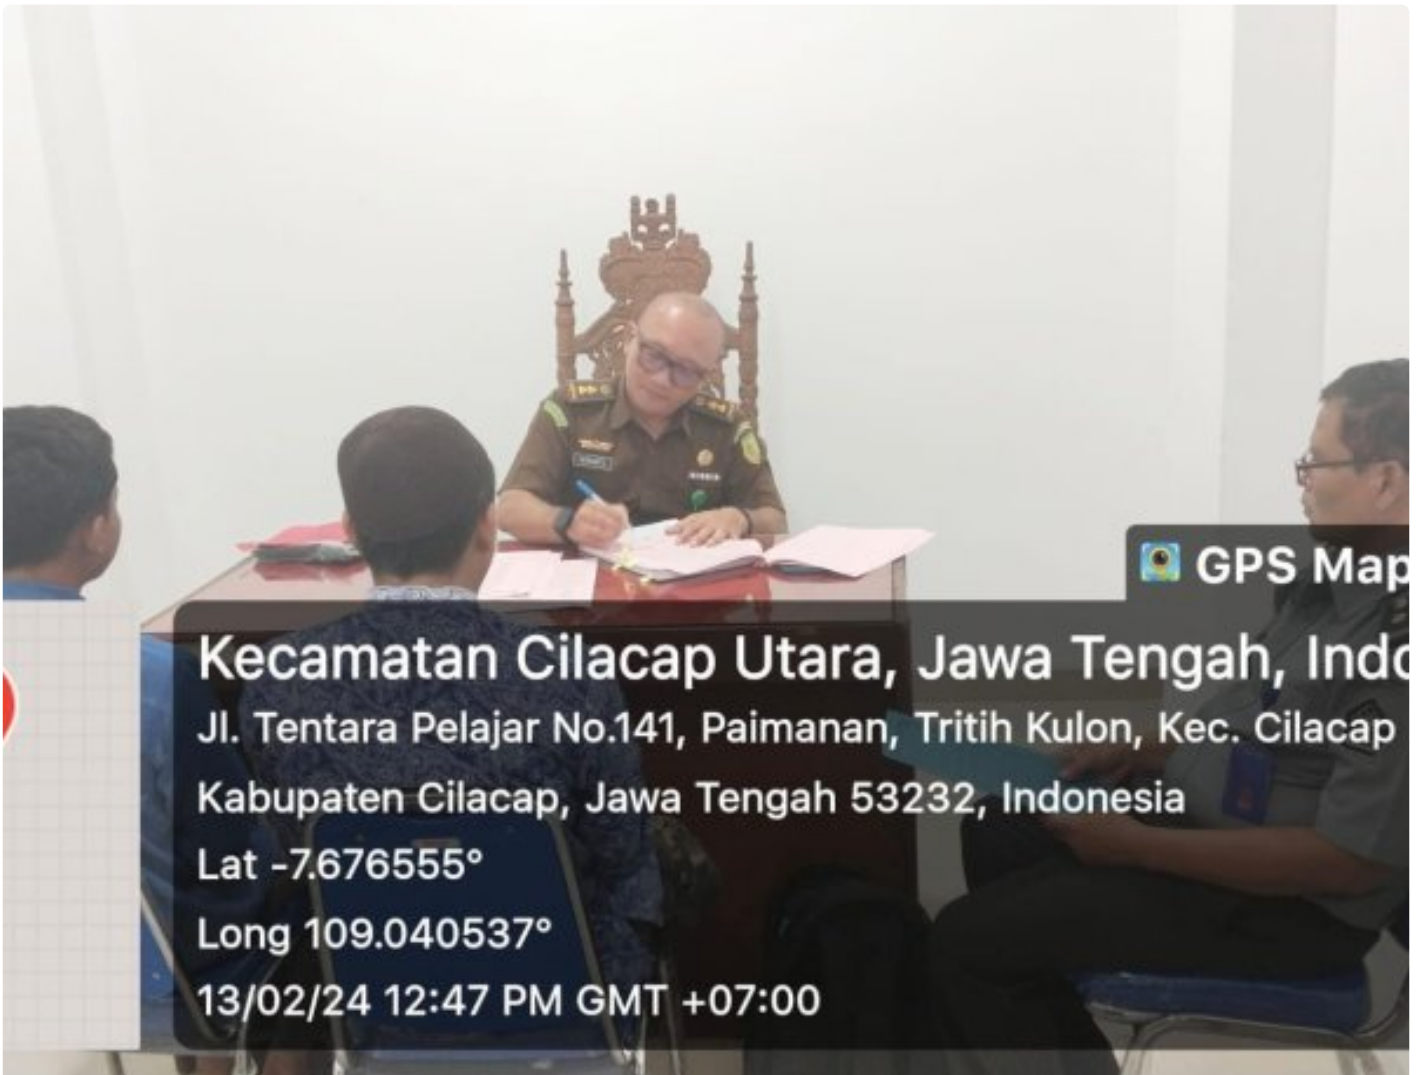 GPS Map
Kecamatan Cilacap Utara, Jawa Tengah, Indo
Jl. Tentara Pelajar No.141, Paimanan, Tritih Kulon, Kec. Cilacap
Kabupaten Cilacap, Jawa Tengah 53232, Indonesia
Lat -7.676555°
Long 109.040537°
13/02/24 12:47 PM GMT +07:00